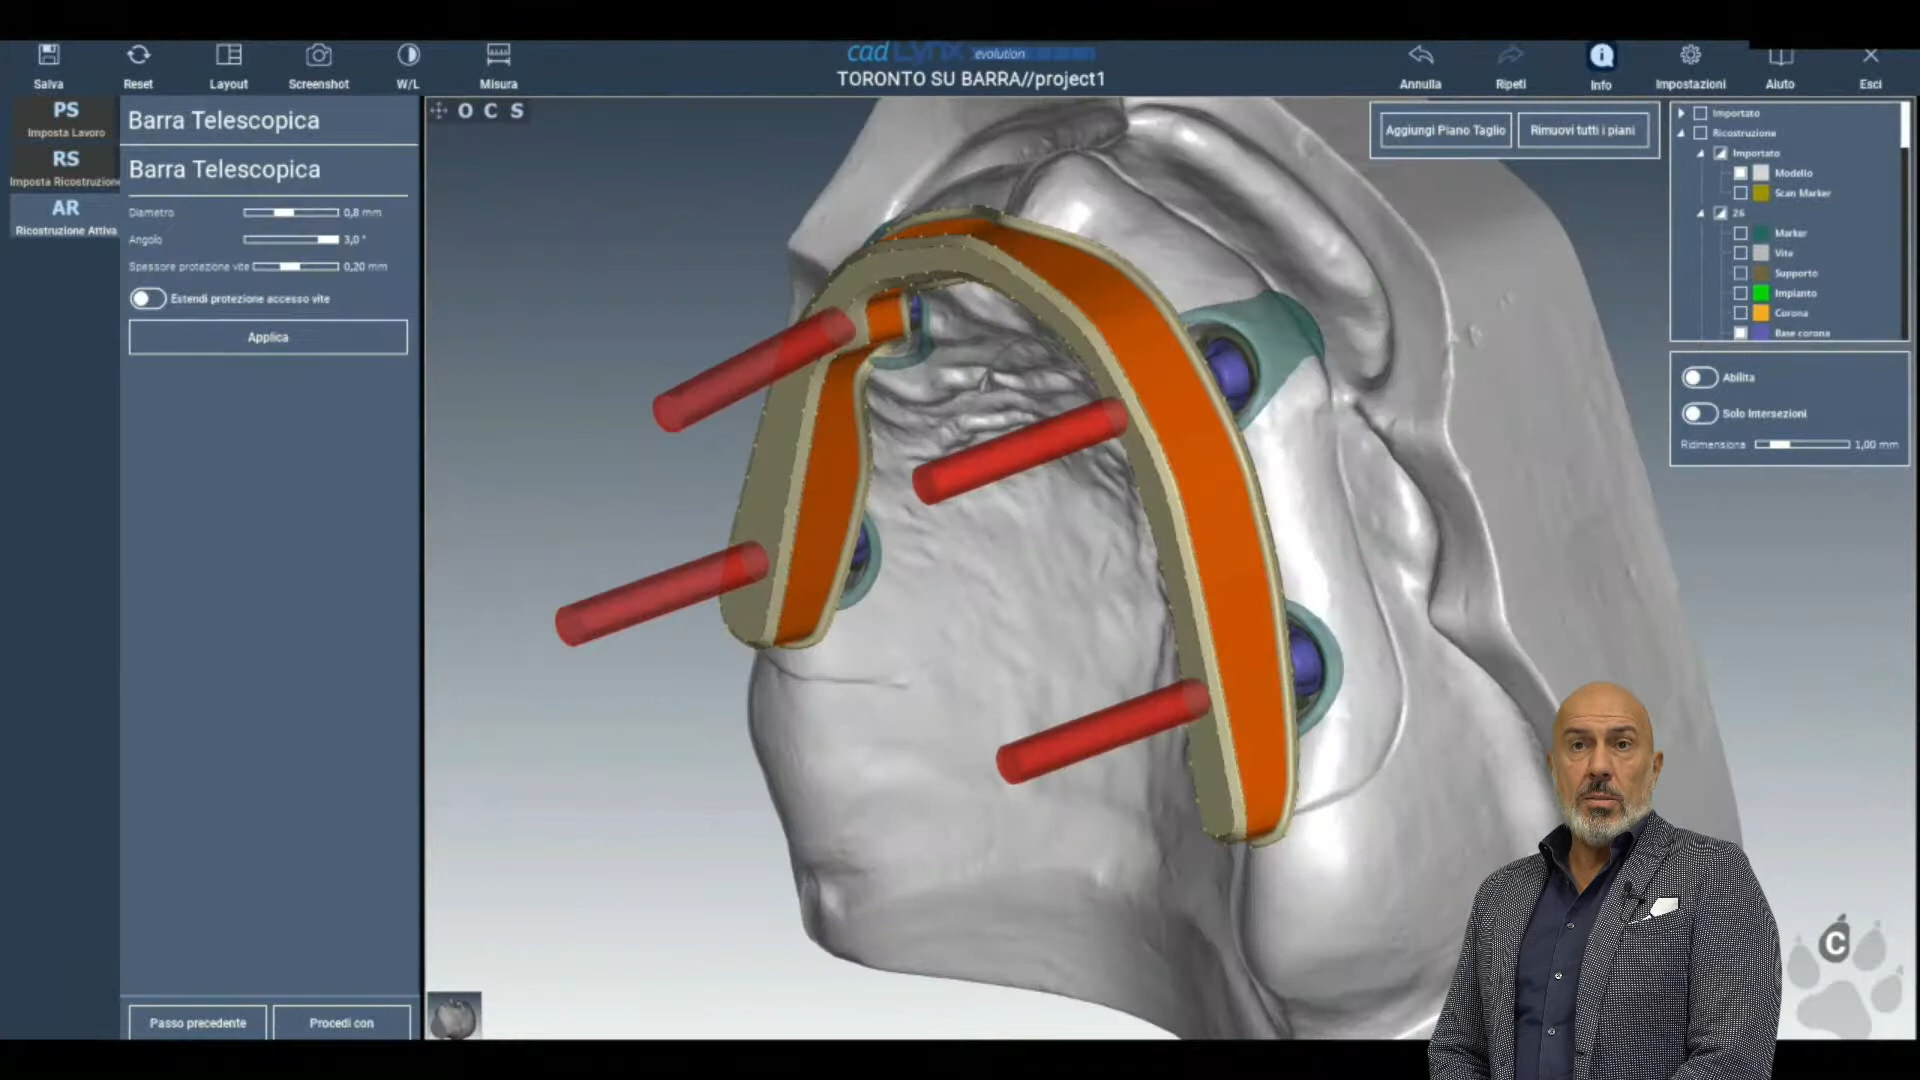 cadLynx evolution
TORONTO SU BARRA//project1
Salva
Reset
Layout
Screenshot
W/L
Misura
Annulla
Ripeti
Info
Impostazioni
Aiuto
Esci
PS
Imposta Lavoro
RS
Imposta Ricostruzione
AR
Ricostruzione Attiva
Barra Telescopica
Barra Telescopica
Diametro 0,8 mm
Angolo 3,0 °
Spessore protezione vite 0,20 mm
Estendi protezione accesso vite
Applica
Passo precedente
Procedi con
O C S
Aggiungi Piano Taglio
Rimuovi tutti i piani
Importato
Ricostruzione
Importato
Modello
Scan Marker
26
Marker
Vite
Supporto
Impianto
Corona
Base corona
Abilita
Solo Intersezioni
Ridimensiona 1,00 mm
C